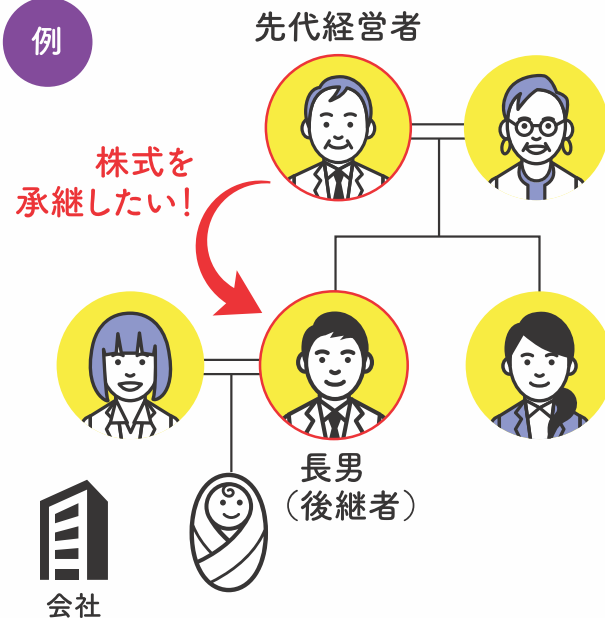 例
先代経営者
株式を
承継したい！
長男
（後継者）
会社